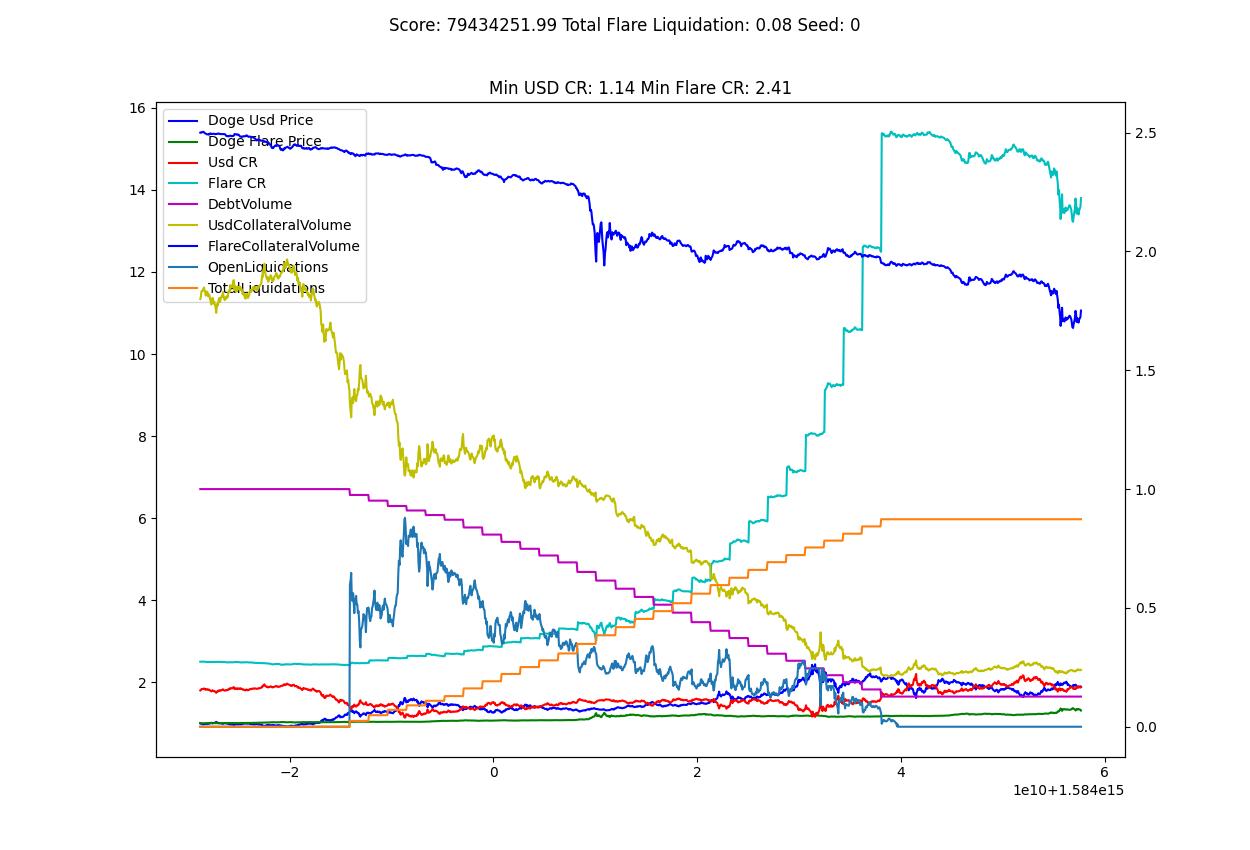 Score: 79434251.99 Total Flare Liquidation: 0.08 Seed: 0
Min USD CR: 1.14 Min Flare CR: 2.41
16
14
12
10
8
6
4
2
Doge Usd Price
Doge Flare Price
Usd CR
Flare CR
DebtVolume
UsdCollateralVolume
FlareCollateralVolume
OpenLiquidations
TotalLiquidations
2.5
2.0
1.5
1.0
0.5
0.0
−2 0 2 4 6
1e10+1.584e15